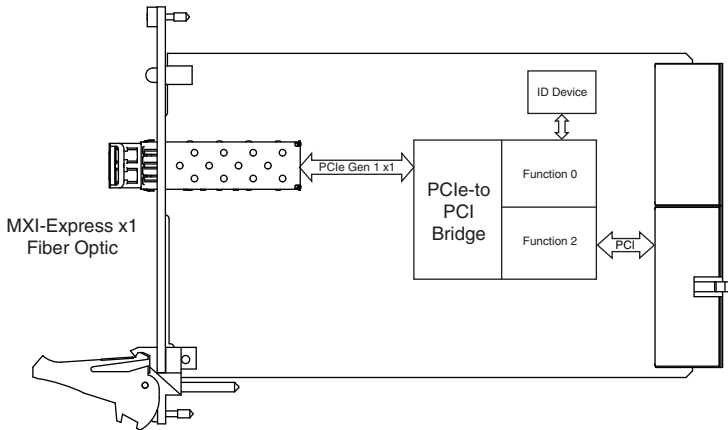 ID Device
PCIe Gen 1 x1
PCIe-to
PCI
Bridge
Function 0
Function 2
PCI
MXI-Express x1
Fiber Optic